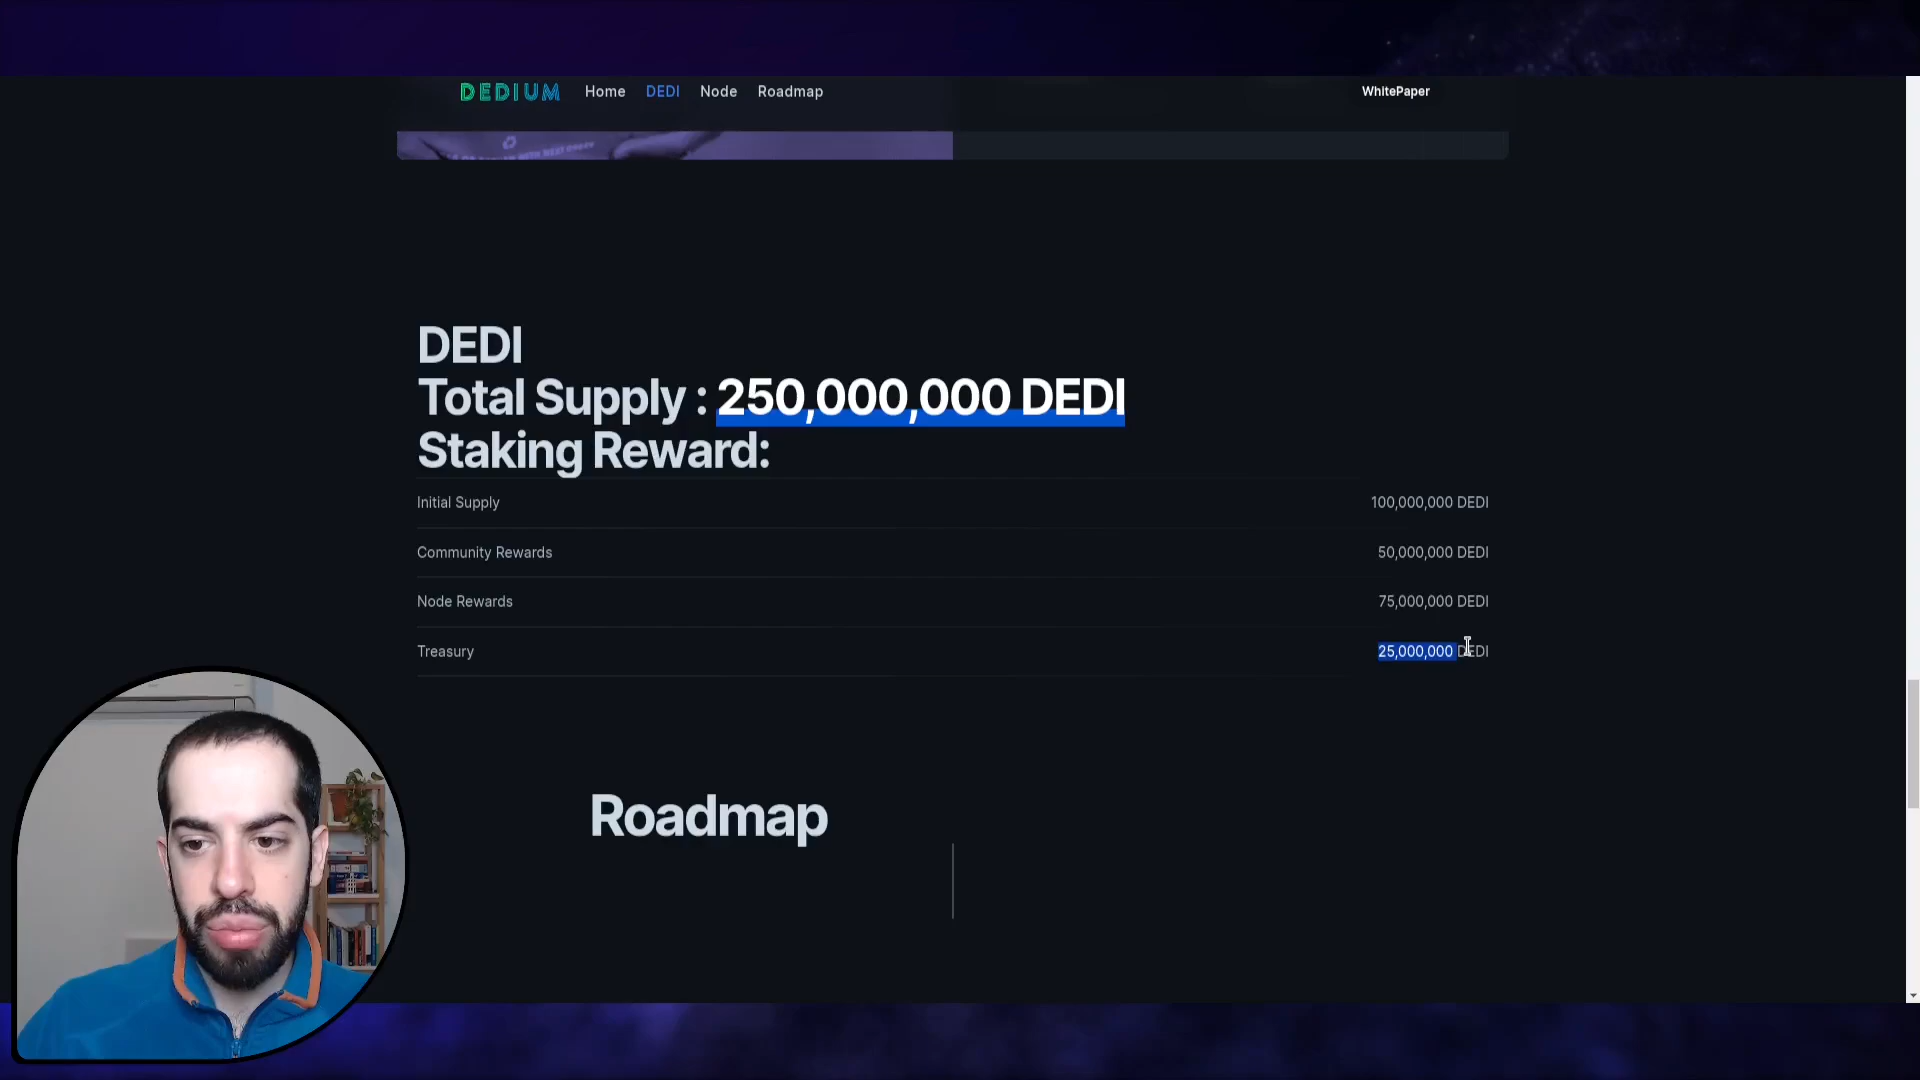 DEDIUM Home DEDI Node Roadmap WhitePaper
DEDI
Total Supply : 250,000,000 DEDI
Staking Reward:
Initial Supply 100,000,000 DEDI
Community Rewards 50,000,000 DEDI
Node Rewards 75,000,000 DEDI
Treasury 25,000,000 DEDI
Roadmap